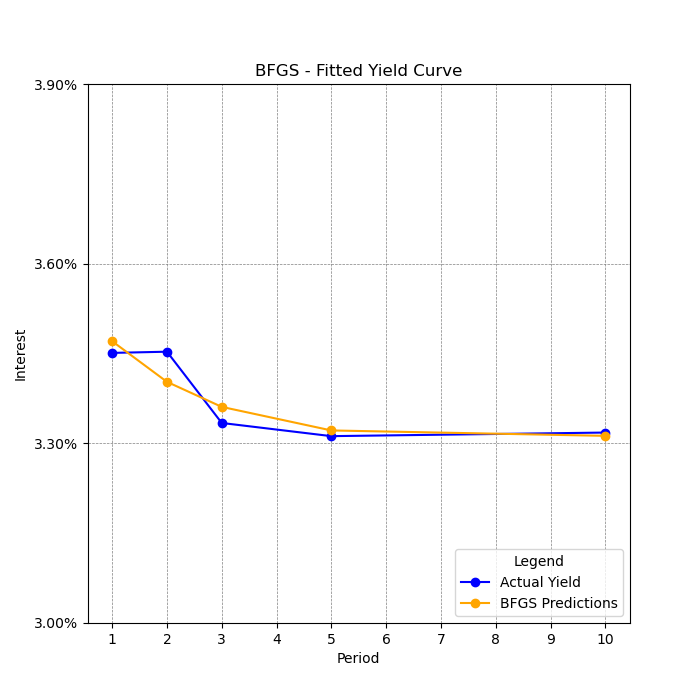 BFGS - Fitted Yield Curve
3.90%
3.60%
3.30%
3.00%
Interest
1 2 3 4 5 6 7 8 9 10
Period
Legend
Actual Yield
BFGS Predictions